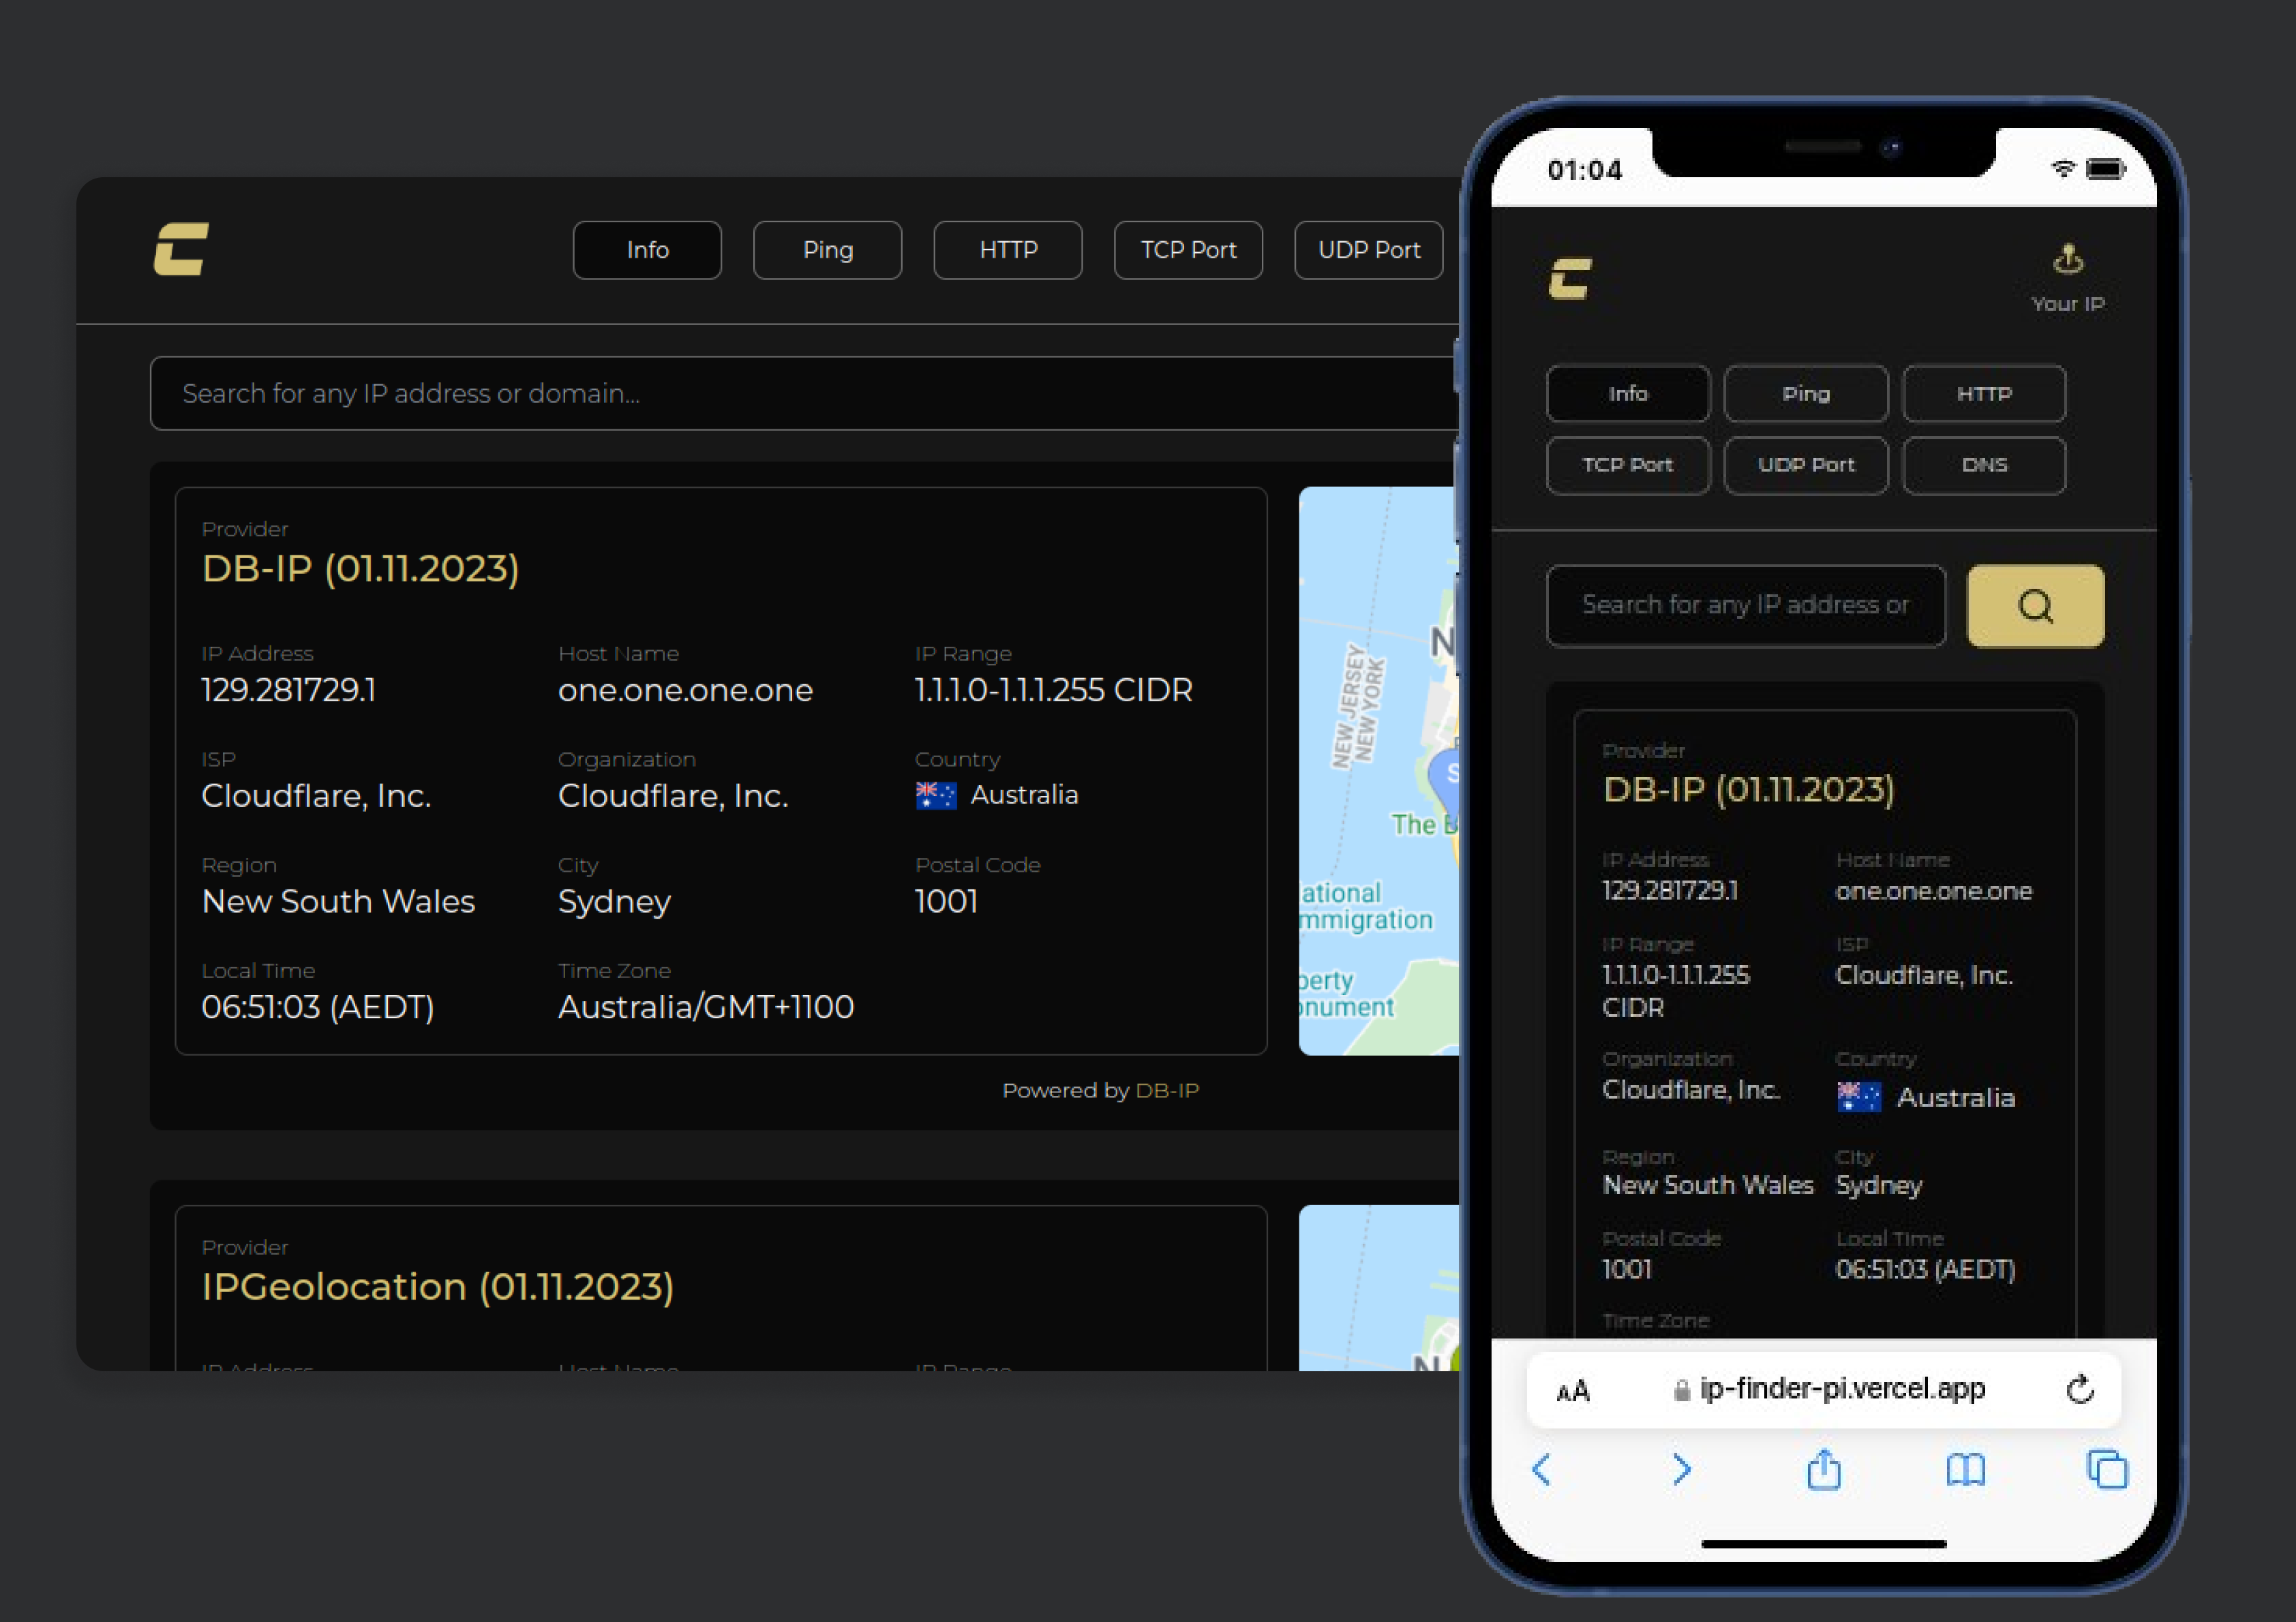 Info Ping HTTP TCP Port UDP Port
Search for any IP address or domain...
Provider
DB-IP (01.11.2023)
IP Address Host Name IP Range
129.281729.1 one.one.one.one 1.1.1.0-1.1.1.255 CIDR
ISP Organization Country
Cloudflare, Inc. Cloudflare, Inc. Australia
Region City Postal Code
New South Wales Sydney 1001
Local Time Time Zone
06:51:03 (AEDT) Australia/GMT+1100
Powered by DB-IP
NEW JERSEY
NEW YORK
The
ational
mmigration
berty
onument
Provider
IPGeolocation (01.11.2023)
IP Address Host Name IP Range
01:04
Your IP
Info Ping HTTP
TCP Port UDP Port DNS
Search for any IP address or
Provider
DB-IP (01.11.2023)
IP Address Host Name
129.281729.1 one.one.one.one
IP Range ISP
1.1.1.0-1.1.1.255 Cloudflare, Inc.
CIDR
Organization Country
Cloudflare, Inc. Australia
Region City
New South Wales Sydney
Postal Code Local Time
1001 06:51:03 (AEDT)
Time Zone
AA ip-finder-pi.vercel.app